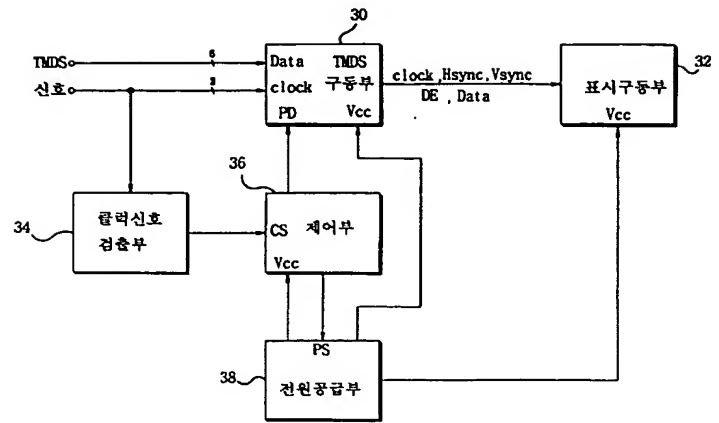 30
TMDS
신호
6
2
Data TMDS
구동부
clock
PD Vcc
clock,Hsync,Vsync
DE , Data
32
표시구동부
Vcc
34
클럭신호
검출부
36
CS 제어부
Vcc
38
PS
전원공급부